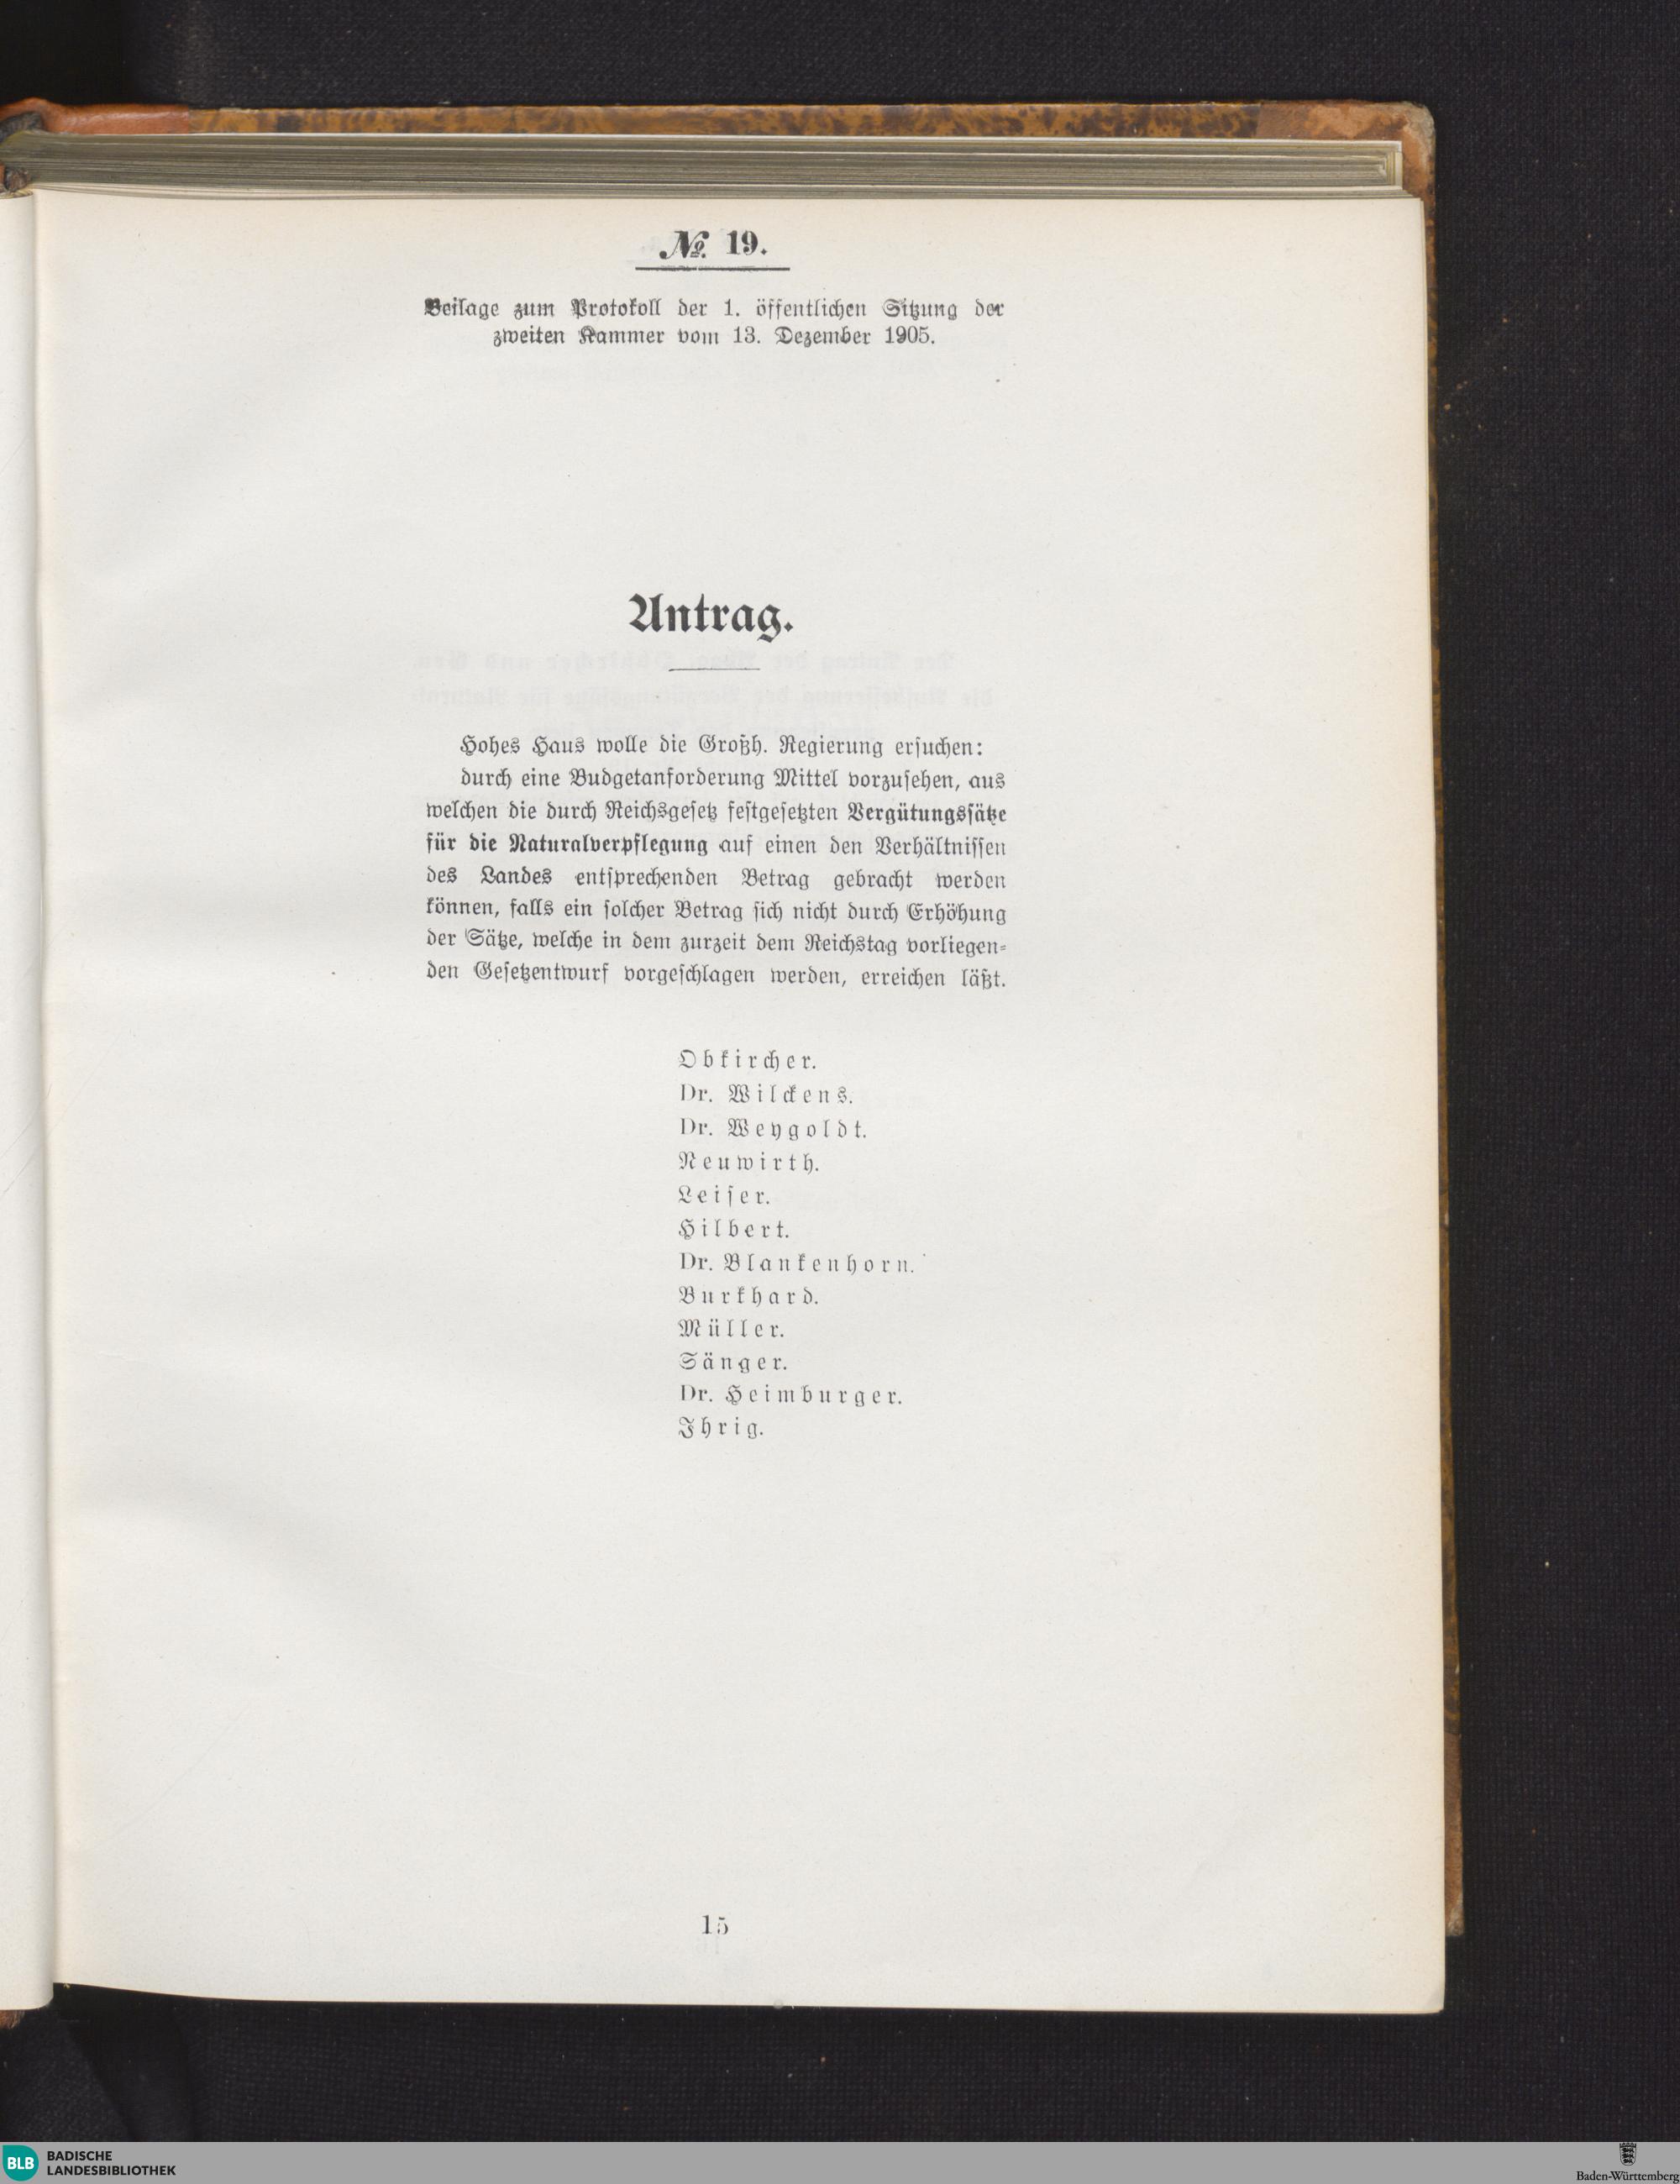 № 19.
Beilage zum Protokoll der 1. öffentlichen Sitzung der
zweiten Kammer vom 13. Dezember 1905.
Antrag.
Hohes Haus wolle die Großh. Regierung ersuchen:
durch eine Budgetanforderung Mittel vorzusehen, aus
welchen die durch Reichsgesetz festgesetzten Vergütungssätze
für die Naturalverpflegung auf einen den Verhältnissen
des Landes entsprechenden Betrag gebracht werden
können, falls ein solcher Betrag sich nicht durch Erhöhung
der Sätze, welche in dem zurzeit dem Reichstag vorliegen-
den Gesetzentwurf vorgeschlagen werden, erreichen läßt.
Obkircher.
Dr. Wilckens.
Dr. Weygoldt.
Neuwirth.
Leiser.
Hilbert.
Dr. Blankenhorn.
Burkhard.
Müller.
Sänger.
Dr. Heimburger.
Ihrig.
15
BLB BADISCHE
LANDESBIBLIOTHEK
Baden-Württemberg